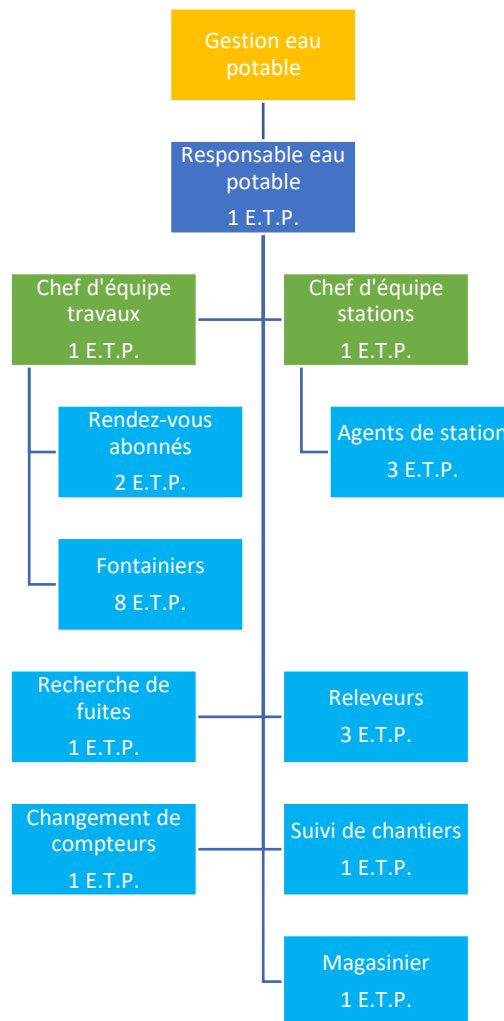 Gestion eau
potable
Responsable eau
potable
1 E.T.P.
Chef d'équipe
travaux
1 E.T.P.
Chef d'équipe
stations
1 E.T.P.
Rendez-vous
abonnés
2 E.T.P.
Agents de station
3 E.T.P.
Fontainiers
8 E.T.P.
Recherche de
fuites
1 E.T.P.
Releveurs
3 E.T.P.
Changement de
compteurs
1 E.T.P.
Suivi de chantiers
1 E.T.P.
Magasinier
1 E.T.P.